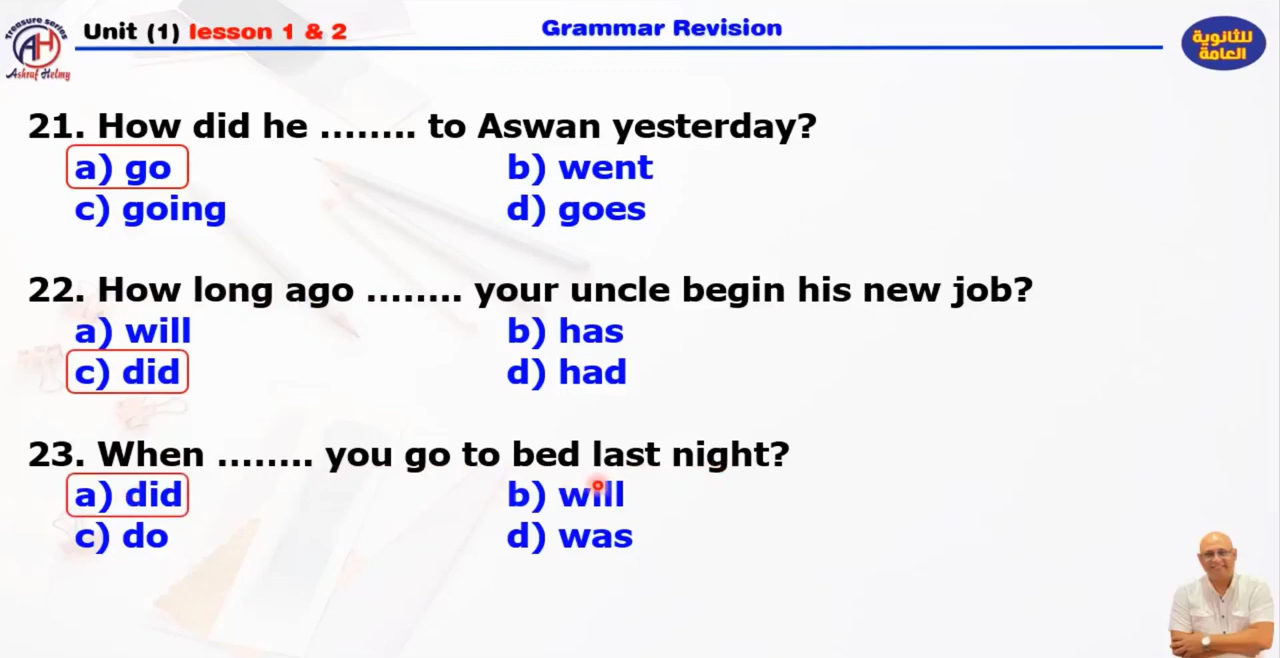 Treasure series
AH
Ashraf Helmy
Unit (1) lesson 1 & 2
Grammar Revision
للثانوية
العامة
21. How did he ........ to Aswan yesterday?
a) go b) went
c) going d) goes
22. How long ago ........ your uncle begin his new job?
a) will b) has
c) did d) had
23. When ........ you go to bed last night?
a) did b) will
c) do d) was